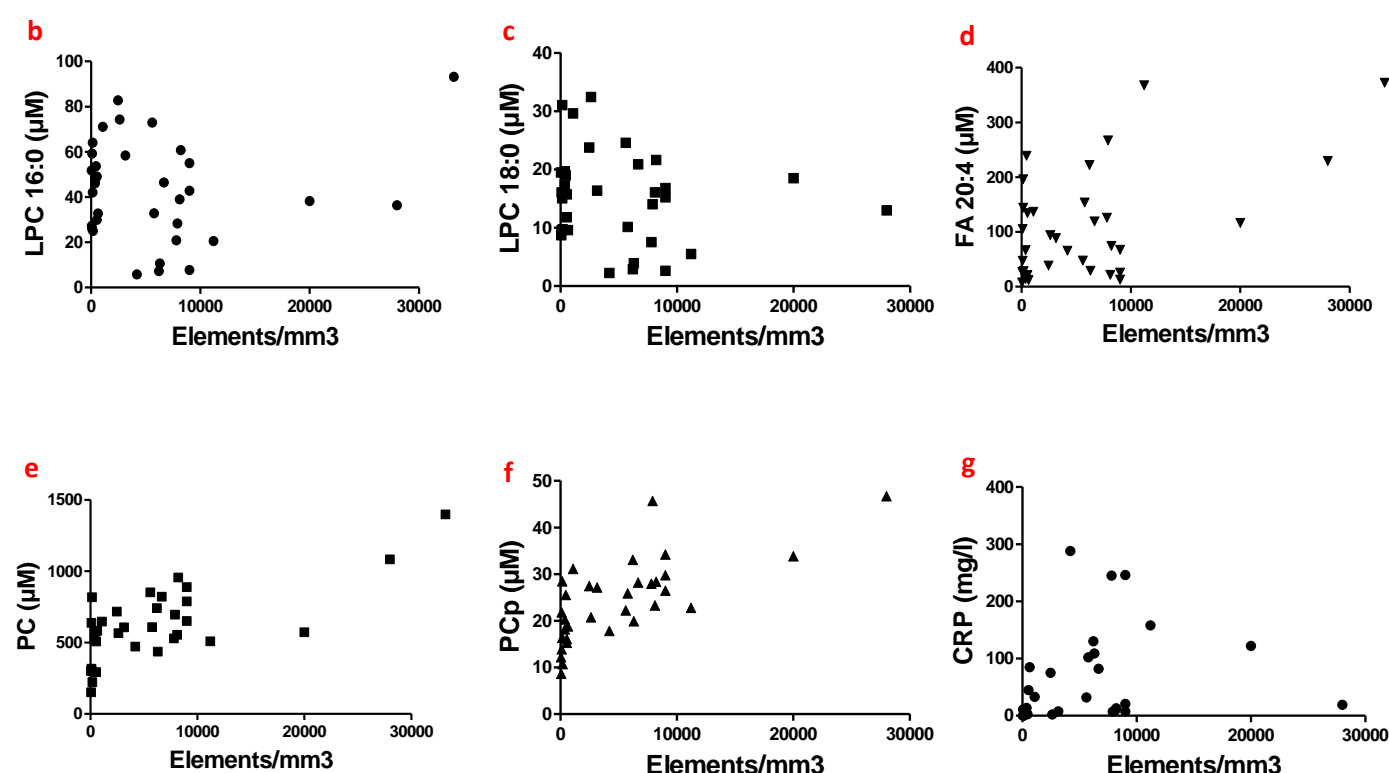 b
LPC 16:0 (µM)
100
80
60
40
20
0
0 10000 20000 30000
Elements/mm3
c
LPC 18:0 (µM)
40
30
20
10
0
0 10000 20000 30000
Elements/mm3
d
FA 20:4 (µM)
400
300
200
100
0
0 10000 20000 30000
Elements/mm3
e
PC (µM)
1500
1000
500
0
0 10000 20000 30000
Elements/mm3
f
PCp (µM)
50
40
30
20
10
0
0 10000 20000 30000
Elements/mm3
g
CRP (mg/l)
400
300
200
100
0
0 10000 20000 30000
Elements/mm3